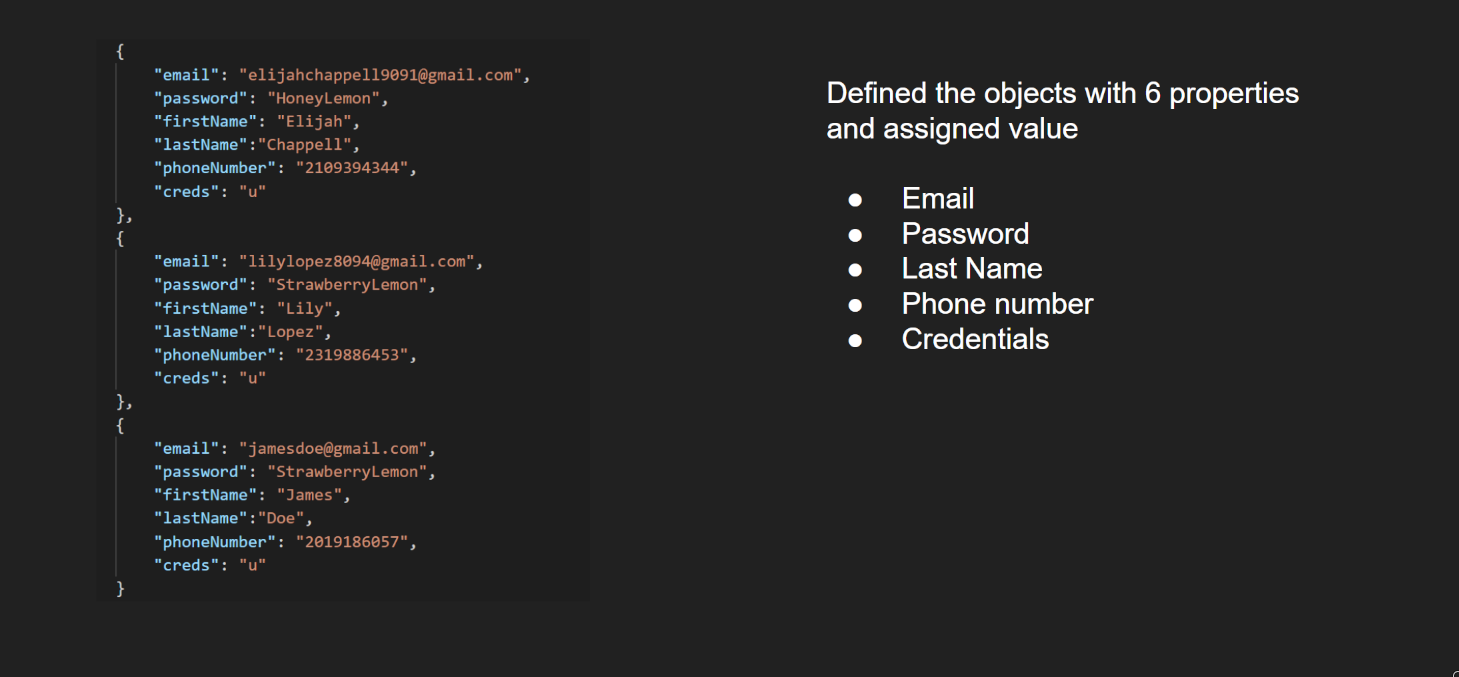 {
"email": "elijahchappell9091@gmail.com",
"password": "HoneyLemon",
"firstName": "Elijah",
"lastName":"Chappell",
"phoneNumber": "2109394344",
"creds": "u"
},
{
"email": "lilylopez8094@gmail.com",
"password": "StrawberryLemon",
"firstName": "Lily",
"lastName":"Lopez",
"phoneNumber": "2319886453",
"creds": "u"
},
{
"email": "jamesdoe@gmail.com",
"password": "StrawberryLemon",
"firstName": "James",
"lastName":"Doe",
"phoneNumber": "2019186057",
"creds": "u"
}
Defined the objects with 6 properties
and assigned value
● Email
● Password
● Last Name
● Phone number
● Credentials